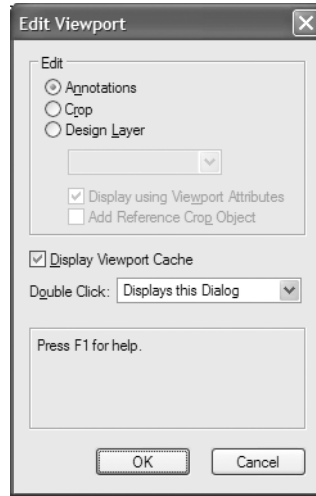 Edit Viewport
Edit
Annotations
Crop
Design Layer
Display using Viewport Attributes
Add Reference Crop Object
Display Viewport Cache
Double Click: Displays this Dialog
Press F1 for help.
OK Cancel